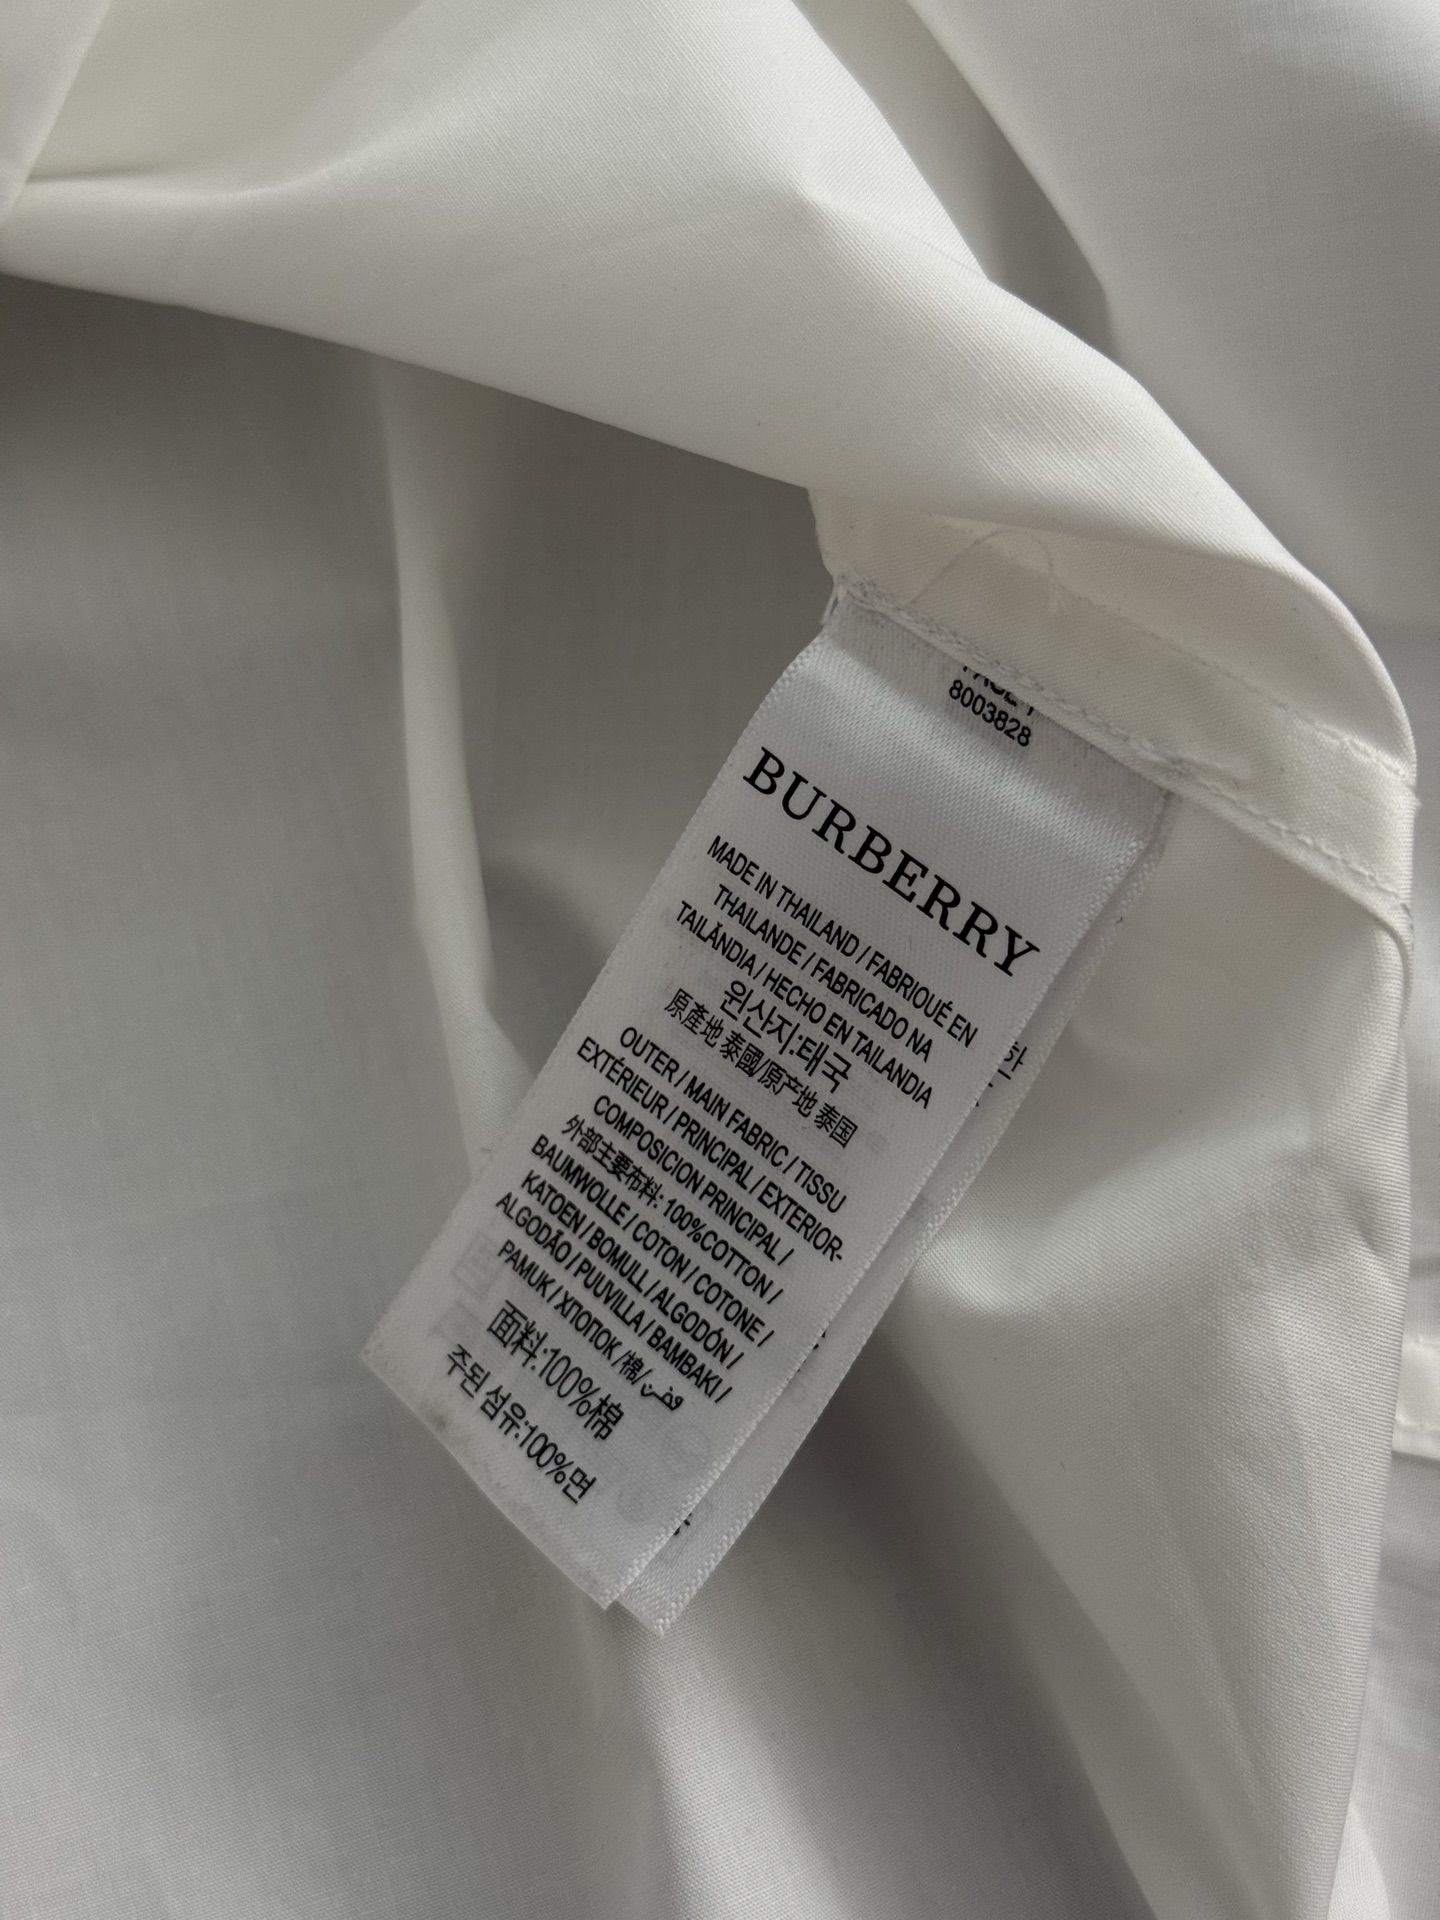 8003828
BURBERRY
MADE IN THAILAND / FABRIQUÉ EN
THAILANDE / FABRICADO NA
TAILÂNDIA / HECHO EN TAILANDIA
원산지:태국
原產地 泰國/原产地 泰国
OUTER / MAIN FABRIC / TISSU
EXTÉRIEUR / PRINCIPAL / EXTERIOR-
COMPOSICION PRINCIPAL /
外部主要布料: 100%COTTON /
BAUMWOLLE / COTON / COTONE /
KATOEN / BOMULL / ALGODÓN /
ALGODÃO / PUUVILLA / BAMBAKI /
PAMUK / ХЛОПОК /棉/ قطن
面料:100%棉
주된 섬유:100%면